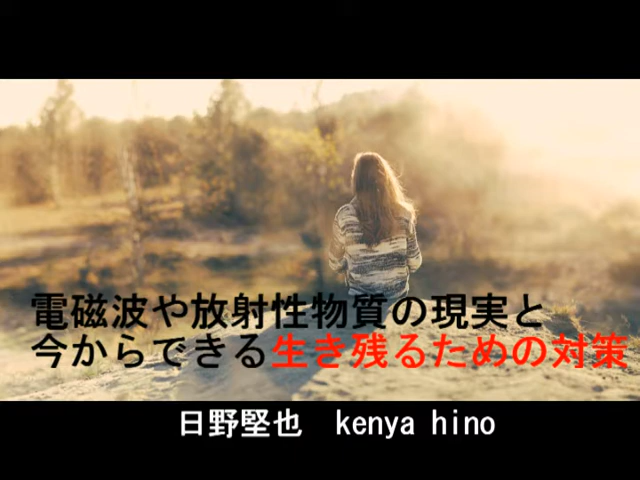 電磁波や放射性物質の現実と
今からできる生き残るための対策
日野堅也　kenya hino